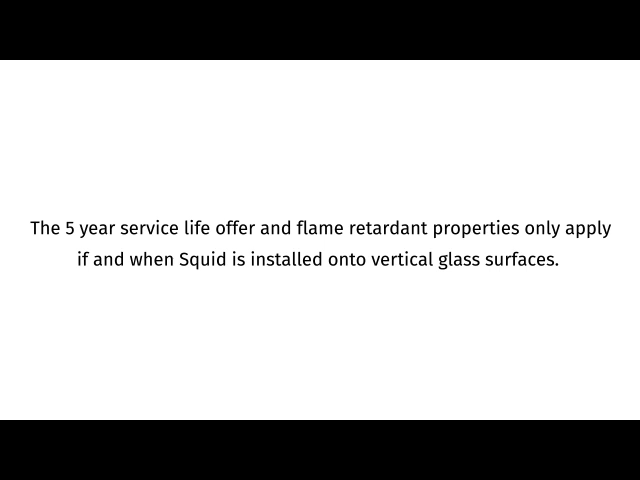 The 5 year service life offer and flame retardant properties only apply
if and when Squid is installed onto vertical glass surfaces.